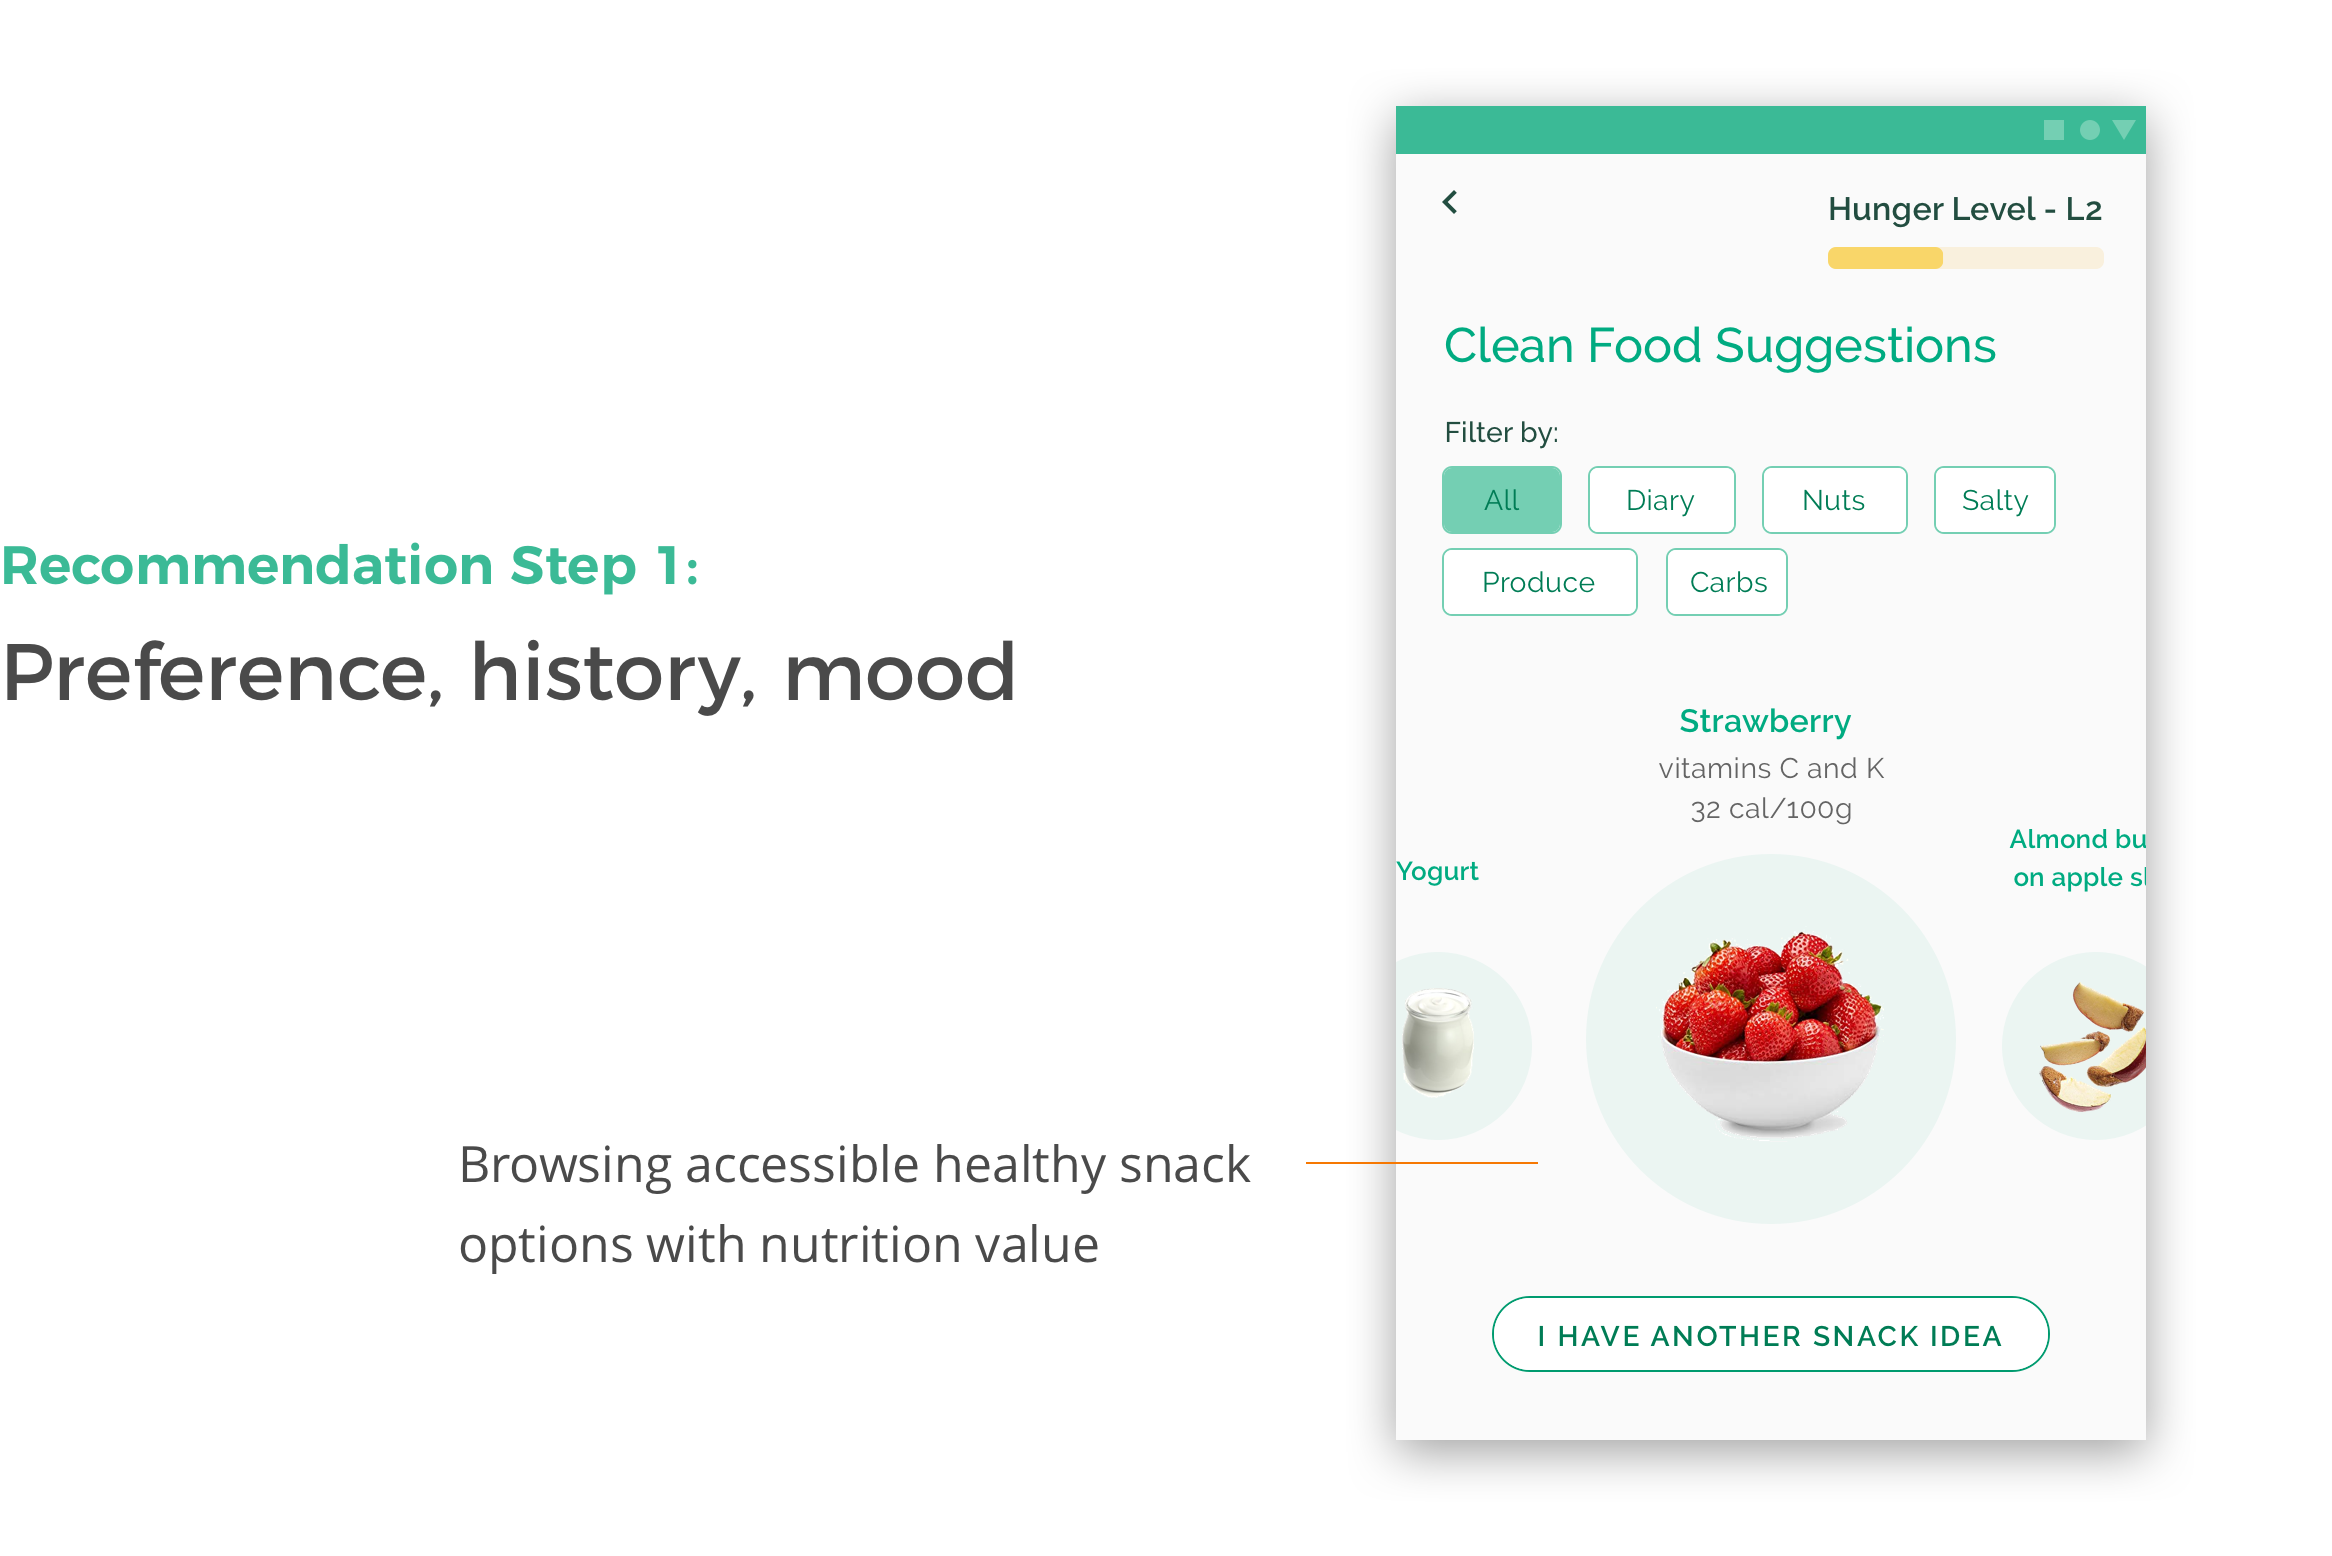 Recommendation Step 1:
Preference, history, mood
Browsing accessible healthy snack
options with nutrition value
Hunger Level - L2
Clean Food Suggestions
Filter by:
All
Diary
Nuts
Salty
Produce
Carbs
Strawberry
vitamins C and K
32 cal/100g
Yogurt
Almond bu
on apple sl
I HAVE ANOTHER SNACK IDEA